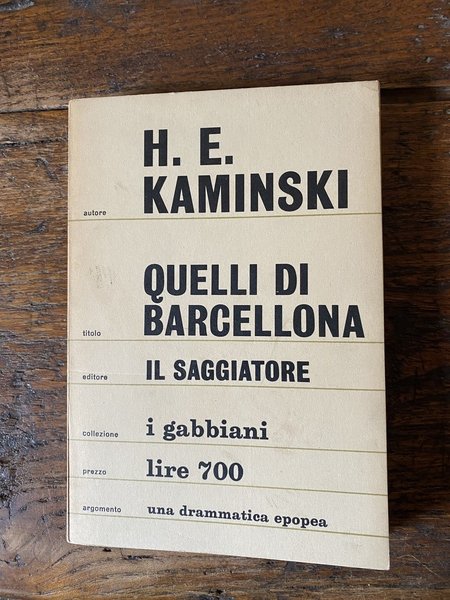 H. E.
autore KAMINSKI
QUELLI DI
titolo BARCELLONA
editore IL SAGGIATORE
collezione i gabbiani
prezzo lire 700
argomento una drammatica epopea